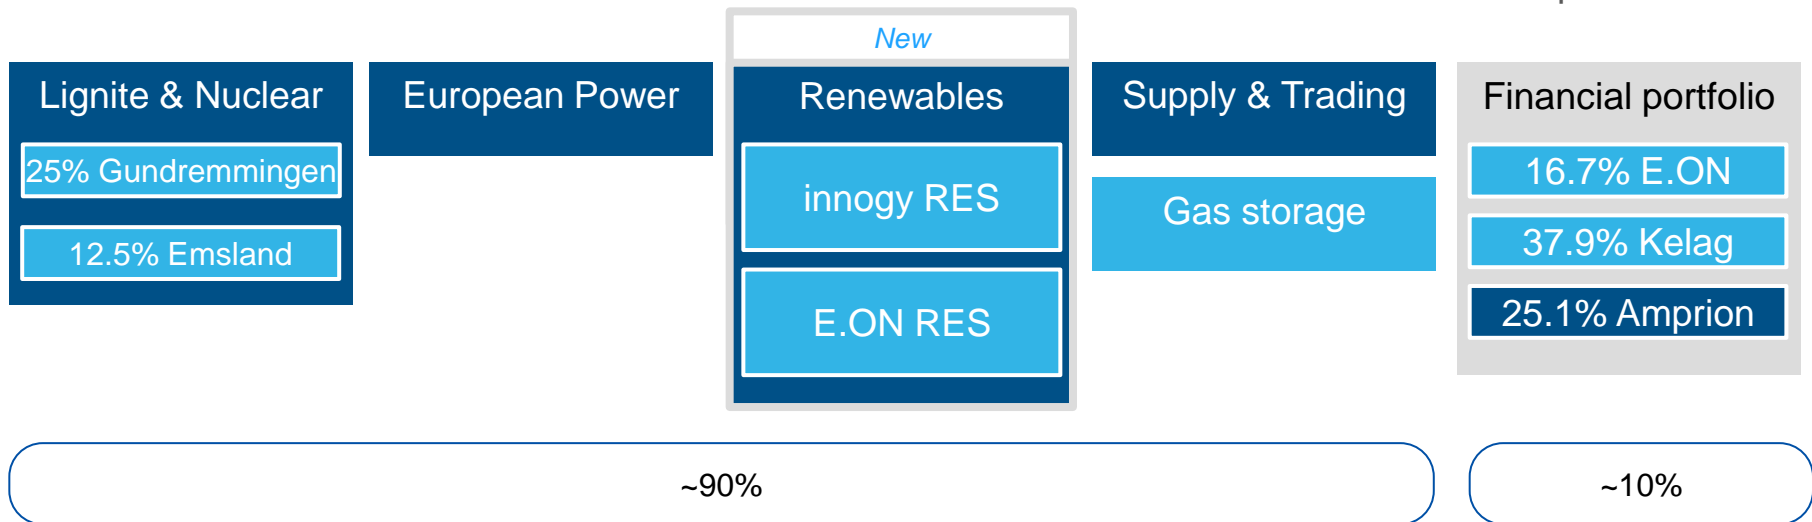 New
Lignite & Nuclear
25% Gundremmingen
12.5% Emsland
European Power
Renewables
innogy RES
E.ON RES
Supply & Trading
Gas storage
Financial portfolio
16.7% E.ON
37.9% Kelag
25.1% Amprion
~90%
~10%